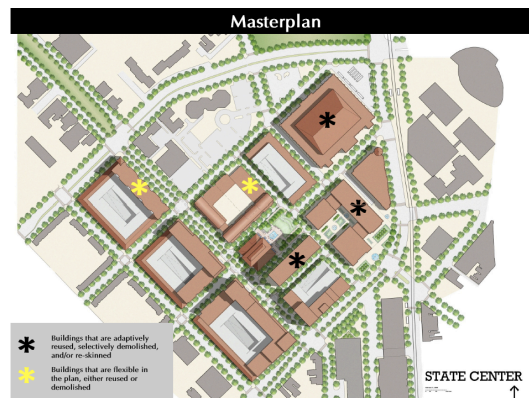 Masterplan
Buildings that are adaptively
reused, selectively demolished,
and/or re-skinned
Buildings that are flexible in
the plan, either reused or
demolished
STATE CENTER